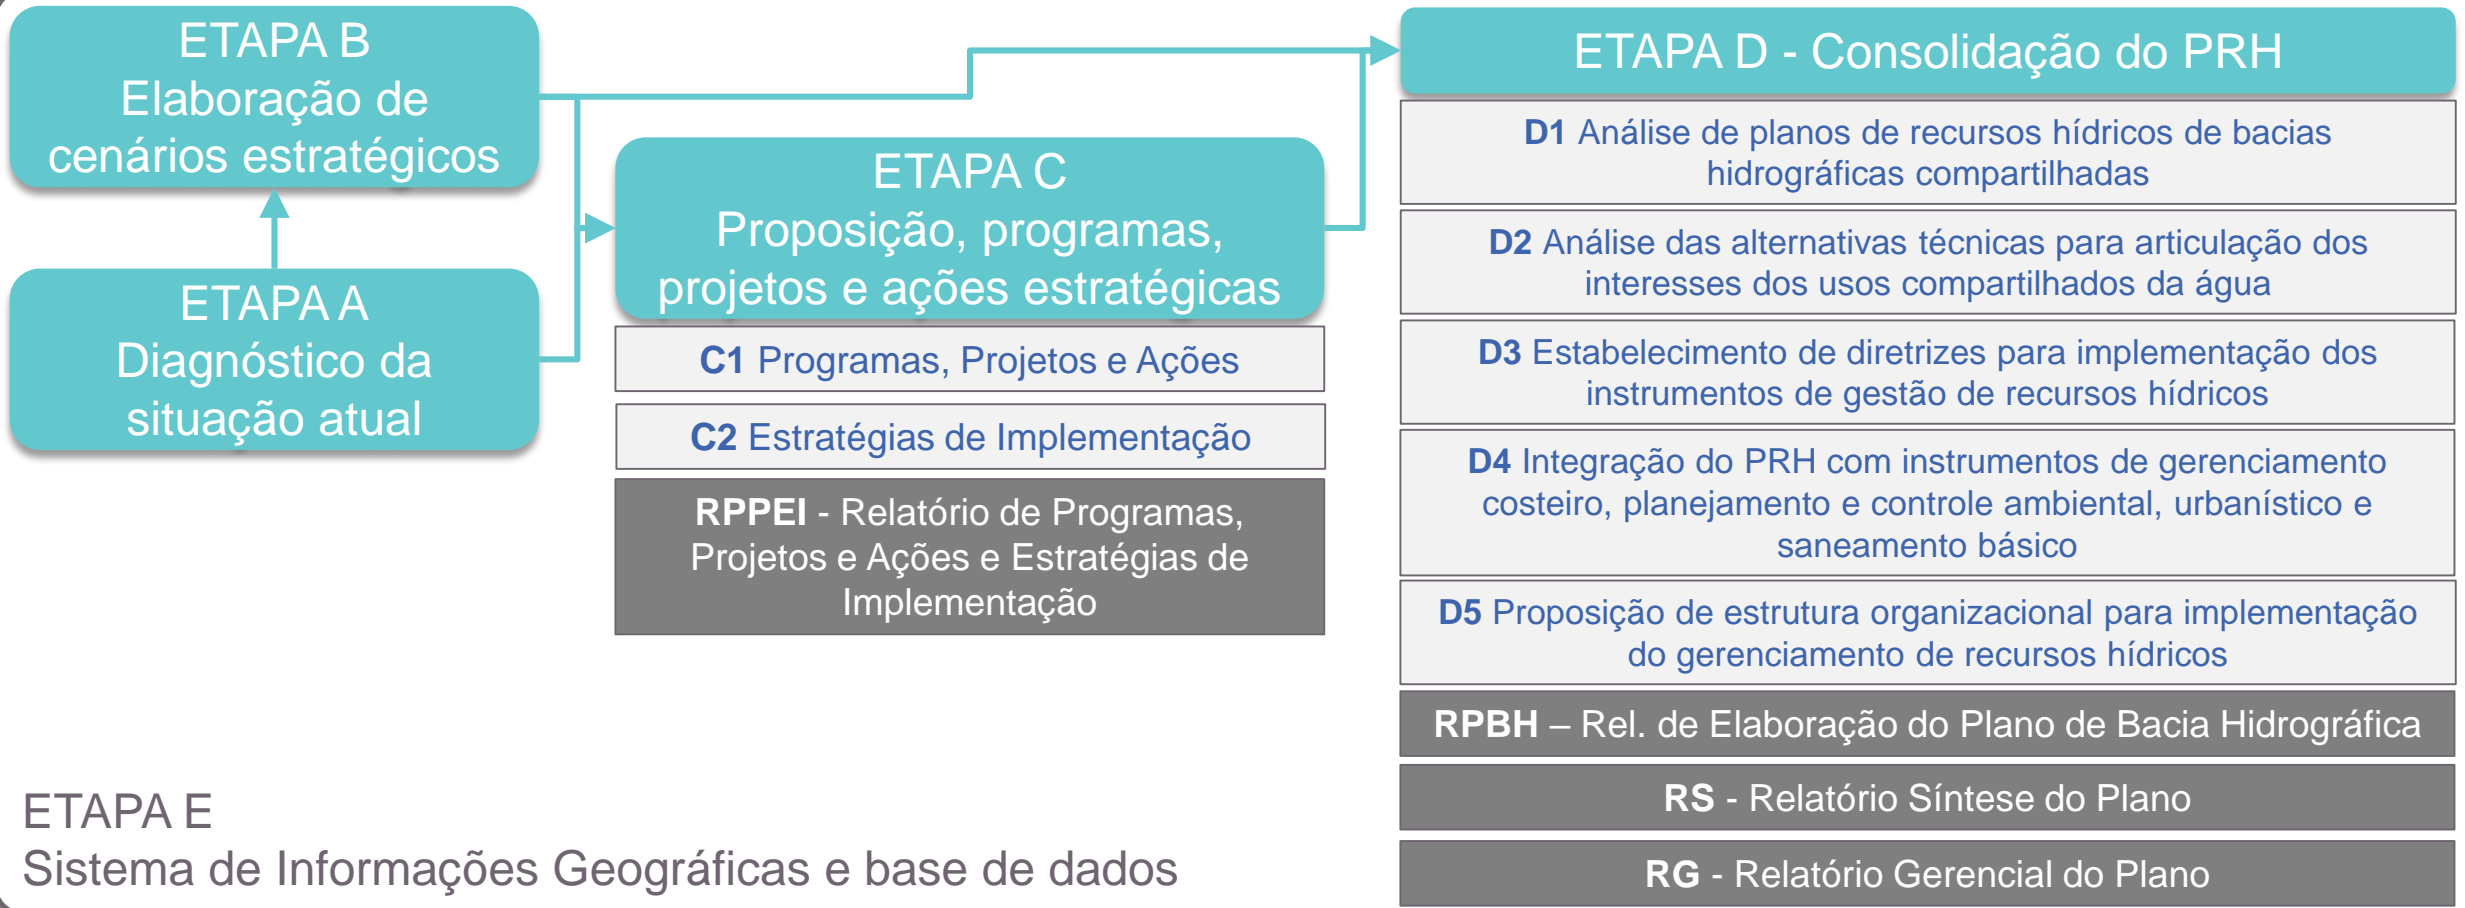 ETAPA B
Elaboração de
cenários estratégicos
ETAPA A
Diagnóstico da
situação atual
ETAPA C
Proposição, programas,
projetos e ações estratégicas
C1 Programas, Projetos e Ações
C2 Estratégias de Implementação
RPPEI - Relatório de Programas,
Projetos e Ações e Estratégias de
Implementação
ETAPA D - Consolidação do PRH
D1 Análise de planos de recursos hídricos de bacias
hidrográficas compartilhadas
D2 Análise das alternativas técnicas para articulação dos
interesses dos usos compartilhados da água
D3 Estabelecimento de diretrizes para implementação dos
instrumentos de gestão de recursos hídricos
D4 Integração do PRH com instrumentos de gerenciamento
costeiro, planejamento e controle ambiental, urbanístico e
saneamento básico
D5 Proposição de estrutura organizacional para implementação
do gerenciamento de recursos hídricos
RPBH – Rel. de Elaboração do Plano de Bacia Hidrográfica
RS - Relatório Síntese do Plano
RG - Relatório Gerencial do Plano
ETAPA E
Sistema de Informações Geográficas e base de dados